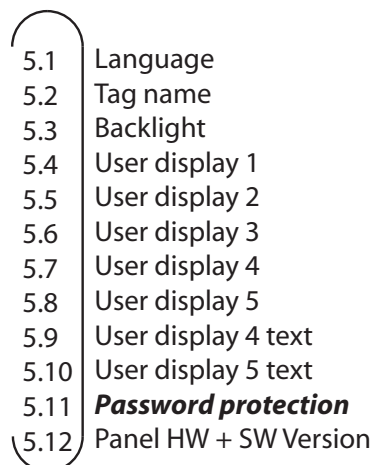 5.1 Language
5.2 Tag name
5.3 Backlight
5.4 User display 1
5.5 User display 2
5.6 User display 3
5.7 User display 4
5.8 User display 5
5.9 User display 4 text
5.10 User display 5 text
5.11 Password protection
5.12 Panel HW + SW Version